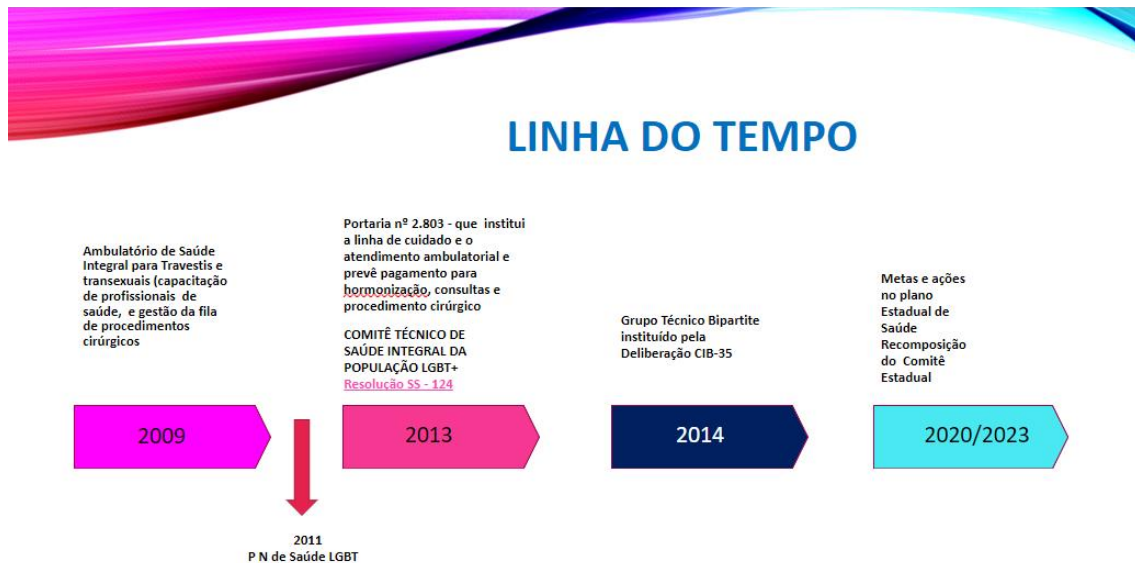 LINHA DO TEMPO
Ambulatório de Saúde
Integral para Travestis e
transexuais (capacitação
de profissionais de
saúde, e gestão da fila
de procedimentos
cirúrgicos
2009
2011
P N de Saúde LGBT
Portaria nº 2.803 - que institui
a linha de cuidado e o
atendimento ambulatorial e
prevê pagamento para
hormonização, consultas e
procedimento cirúrgico
COMITÊ TÉCNICO DE
SAÚDE INTEGRAL DA
POPULAÇÃO LGBT+
Resolução SS - 124
2013
Grupo Técnico Bipartite
instituído pela
Deliberação CIB-35
2014
Metas e ações
no plano
Estadual de
Saúde
Recomposição
do Comitê
Estadual
2020/2023